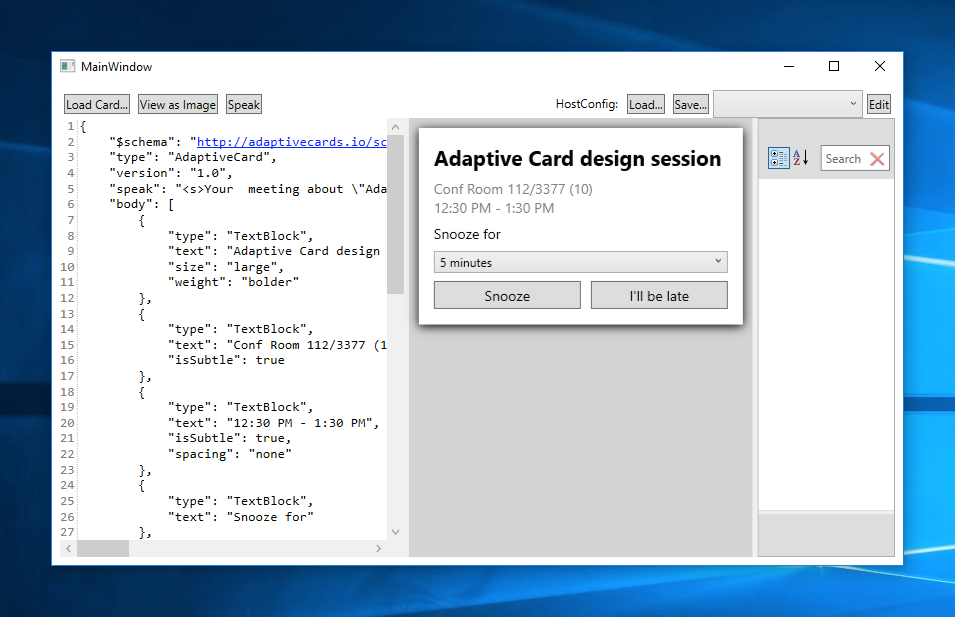 MainWindow
Load Card... View as Image Speak HostConfig: Load... Save... Edit
1 {
2 "$schema": "http://adaptivecards.io/sc
3 "type": "AdaptiveCard",
4 "version": "1.0",
5 "speak": "<s>Your  meeting about \"Ada
6 "body": [
7 {
8 "type": "TextBlock",
9 "text": "Adaptive Card design
10 "size": "large",
11 "weight": "bolder"
12 },
13 {
14 "type": "TextBlock",
15 "text": "Conf Room 112/3377 (1
16 "isSubtle": true
17 },
18 {
19 "type": "TextBlock",
20 "text": "12:30 PM - 1:30 PM",
21 "isSubtle": true,
22 "spacing": "none"
23 },
24 {
25 "type": "TextBlock",
26 "text": "Snooze for"
27 },
Adaptive Card design session
Conf Room 112/3377 (10)
12:30 PM - 1:30 PM
Snooze for
5 minutes
Snooze I'll be late
A
Z
Search